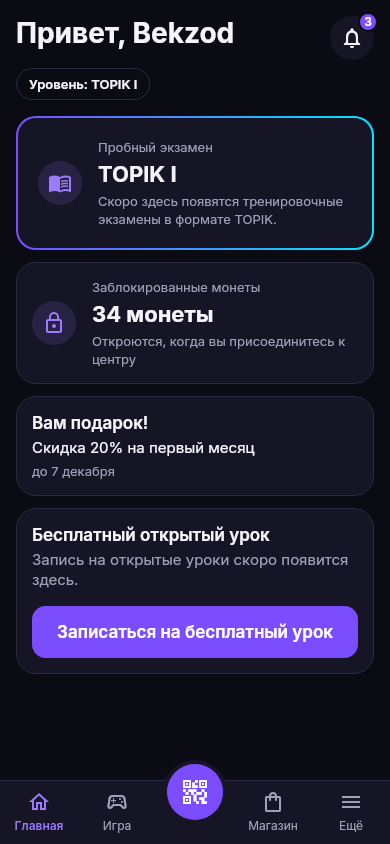 Привет, Bekzod
3
Уровень: TOPIK I
Пробный экзамен
TOPIK I
Скоро здесь появятся тренировочные
экзамены в формате TOPIK.
Заблокированные монеты
34 монеты
Откроются, когда вы присоединитесь к
центру
Вам подарок!
Скидка 20% на первый месяц
до 7 декабря
Бесплатный открытый урок
Запись на открытые уроки скоро появится
здесь.
Записаться на бесплатный урок
Главная
Игра
Магазин
Ещё